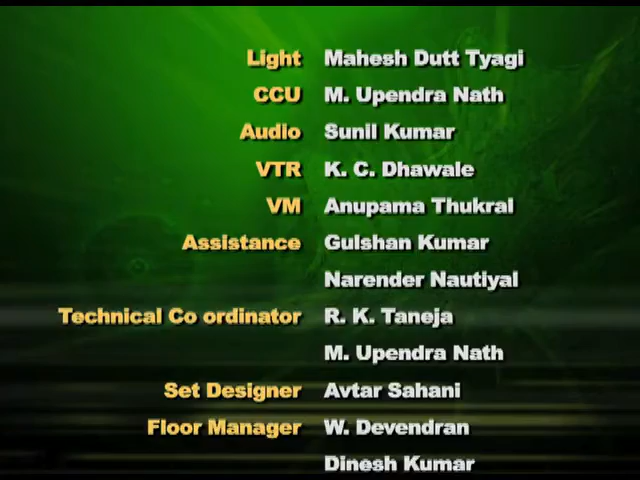 Light Mahesh Dutt Tyagi
CCU M. Upendra Nath
Audio Sunil Kumar
VTR K. C. Dhawale
VM Anupama Thukral
Assistance Gulshan Kumar
Narender Nautiyal
Technical Co ordinator R. K. Taneja
M. Upendra Nath
Set Designer Avtar Sahani
Floor Manager W. Devendran
Dinesh Kumar